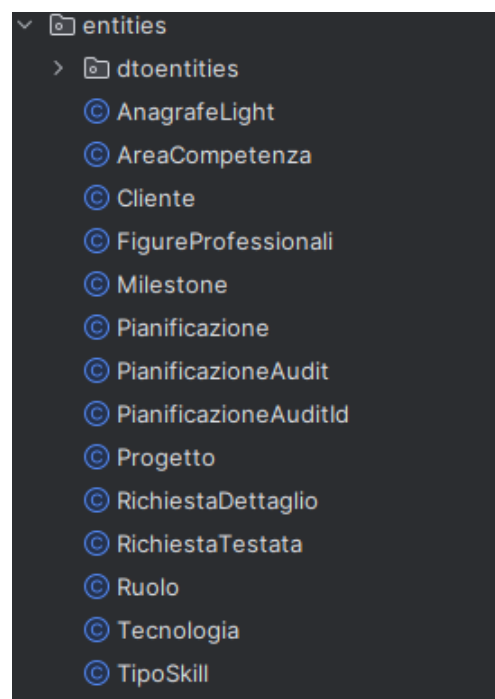 entities
dtoentities
AnagrafeLight
AreaCompetenza
Cliente
FigureProfessionali
Milestone
Pianificazione
PianificazioneAudit
PianificazioneAuditId
Progetto
RichiestaDettaglio
RichiestaTestata
Ruolo
Tecnologia
TipoSkill